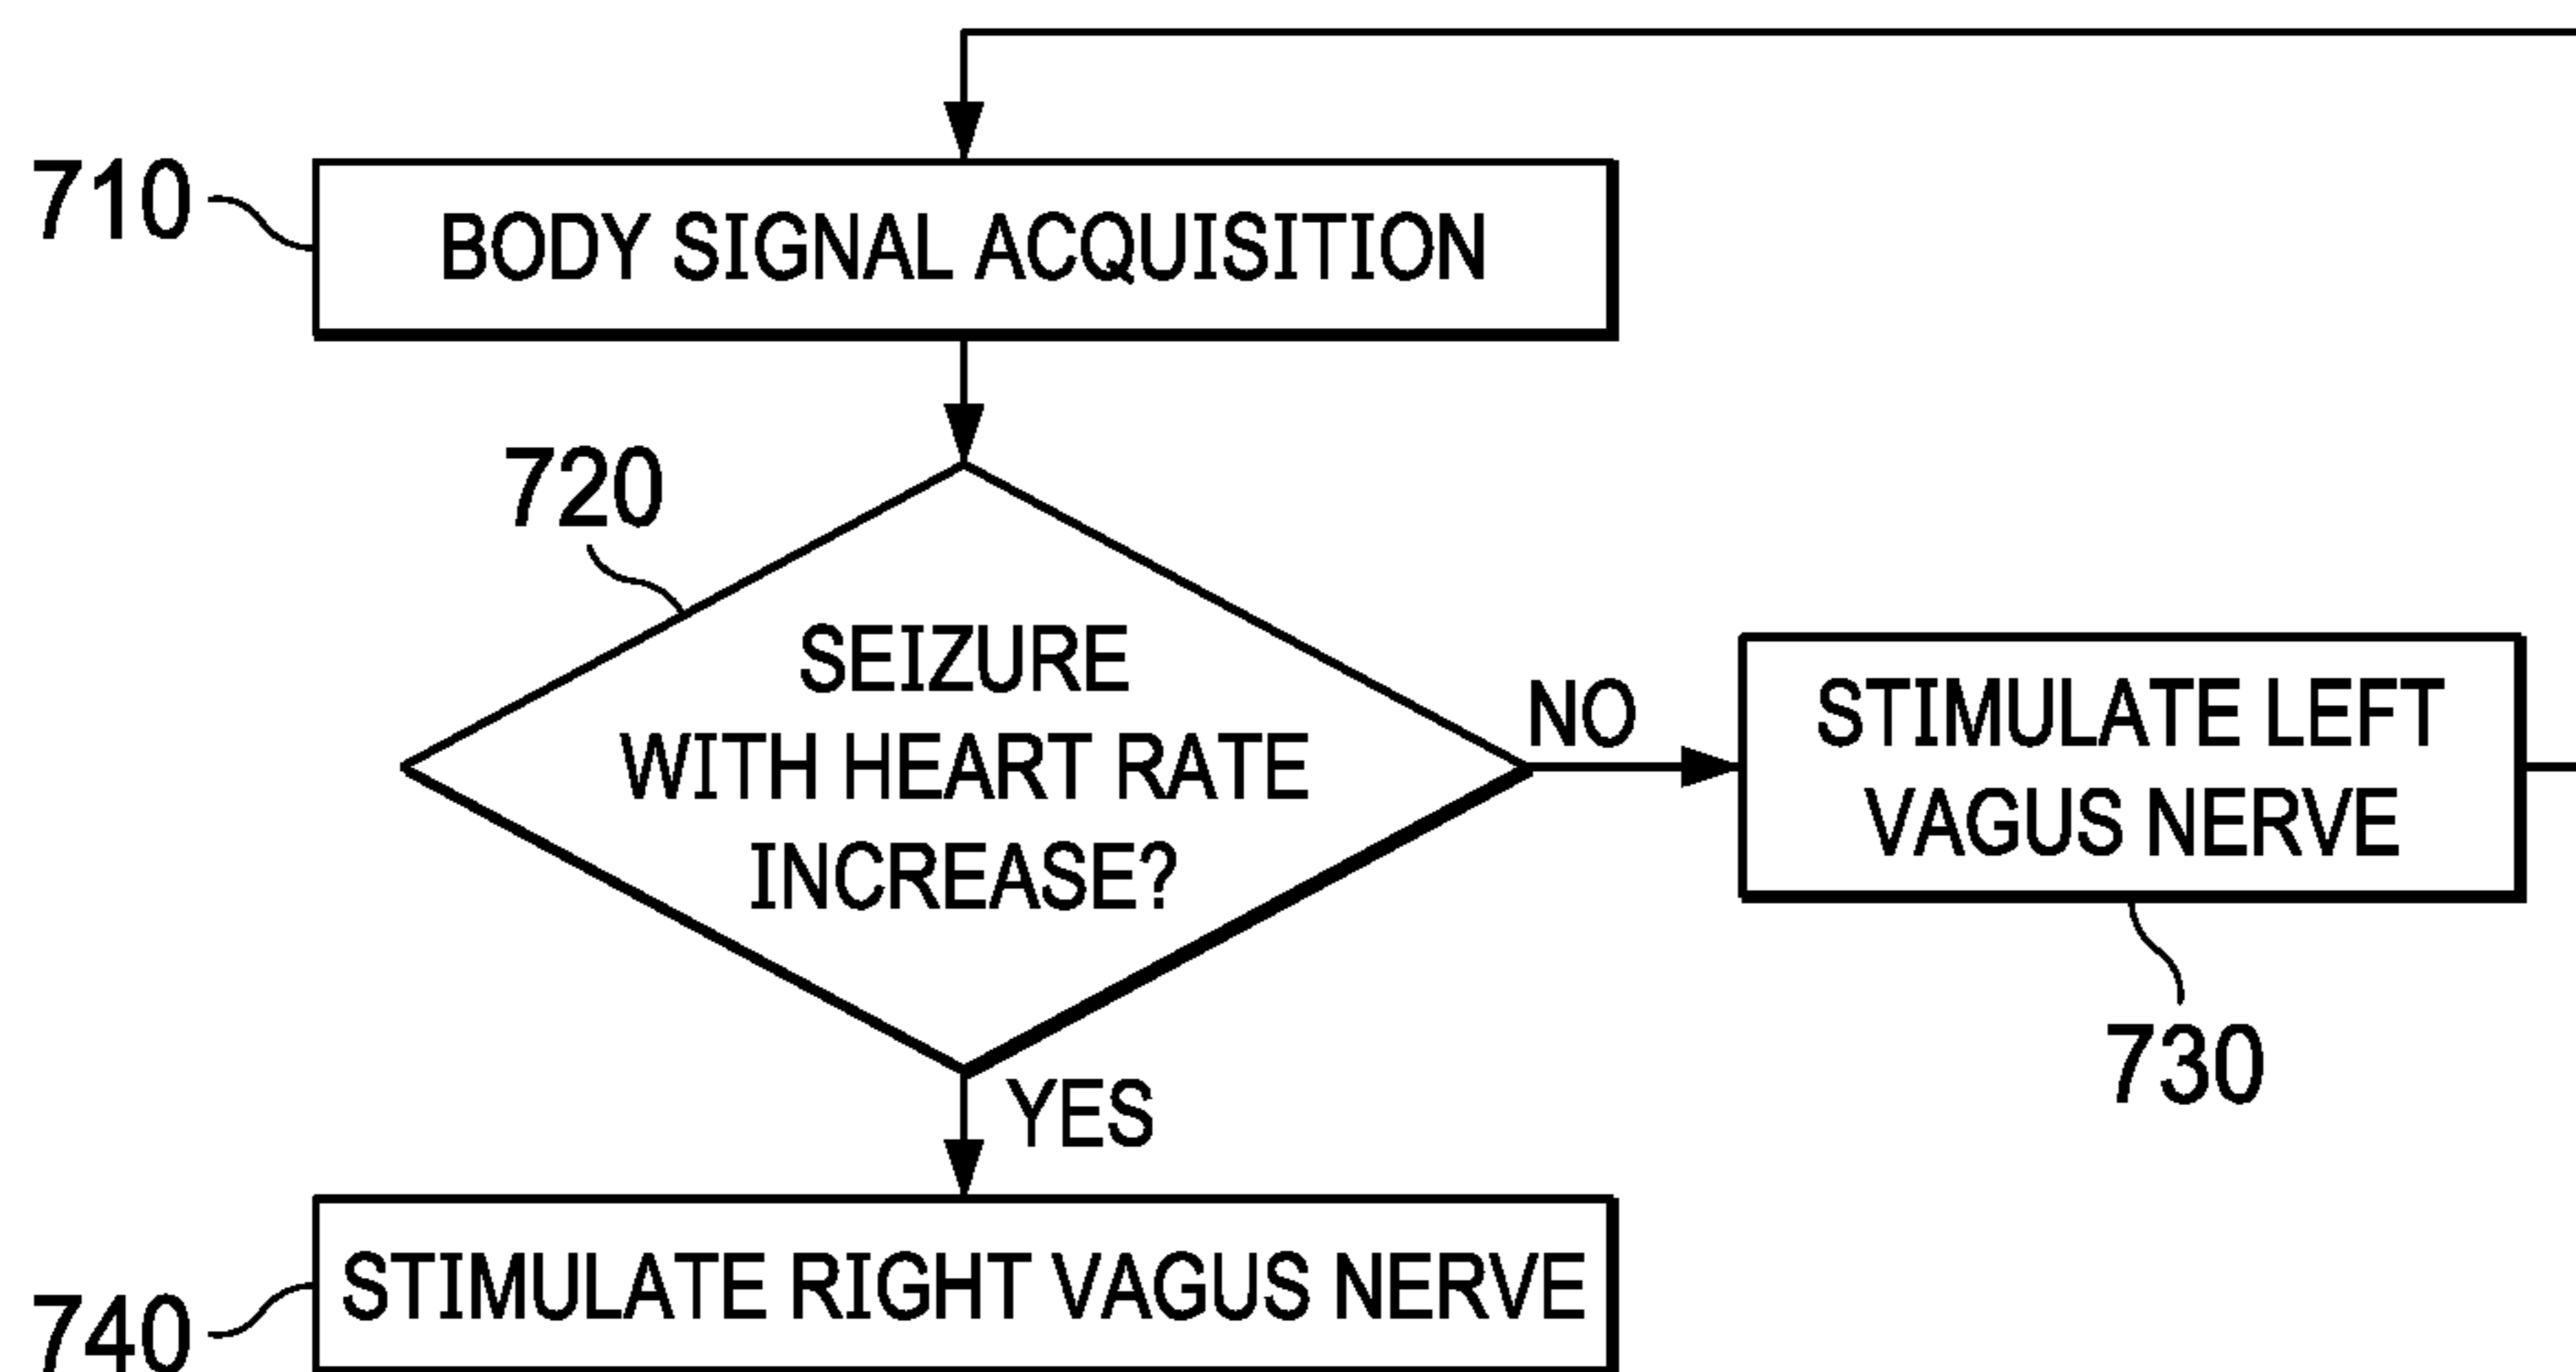 710
BODY SIGNAL ACQUISITION
720
SEIZURE
WITH HEART RATE
INCREASE?
NO
STIMULATE LEFT
VAGUS NERVE
730
YES
740
STIMULATE RIGHT VAGUS NERVE